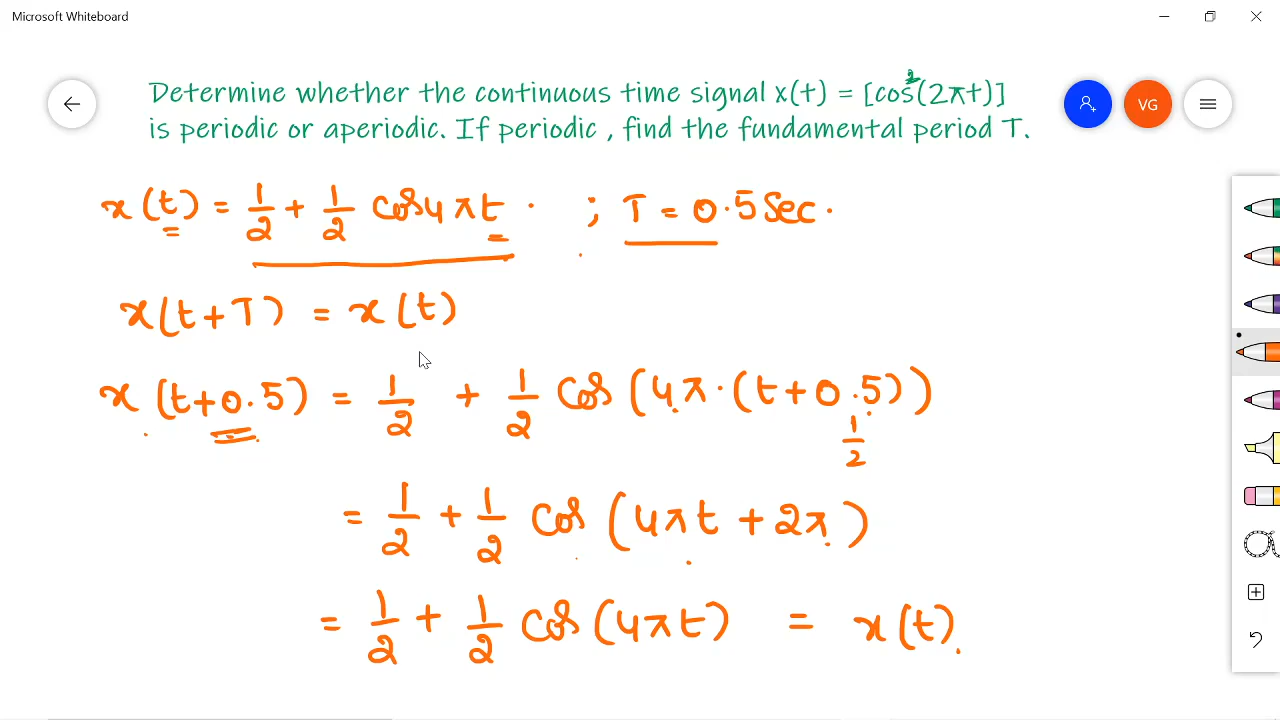 Microsoft Whiteboard
Determine whether the continuous time signal x(t) = [cos²(2πt)]
is periodic or aperiodic. If periodic , find the fundamental period T.
VG
x(t) = 1/2 + 1/2 cos4πt . ; T = 0.5 Sec.
x(t+T) = x(t)
x (t+0.5) = 1/2 + 1/2 cos(4π·(t+0.5))
1/2
= 1/2 + 1/2 cos (4πt + 2π)
= 1/2 + 1/2 cos(4πt) = x(t).